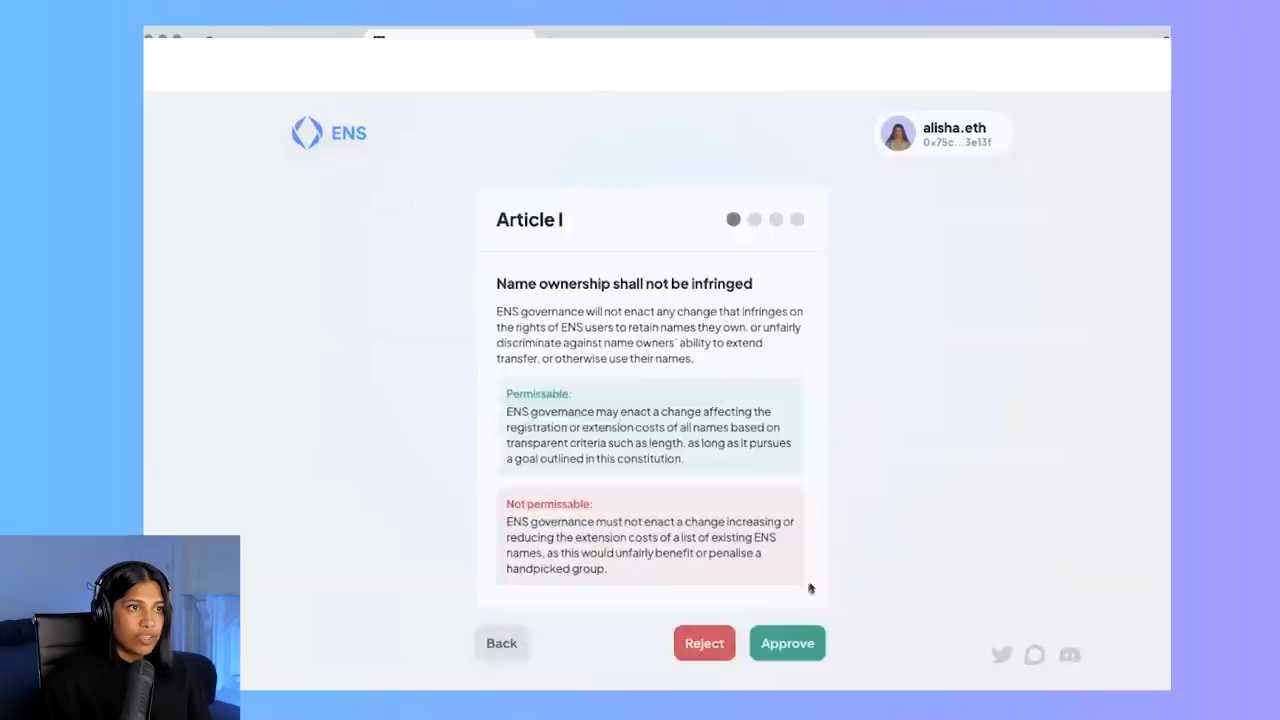 ENS
alisha.eth
0x75c...3e13f
Article I
Name ownership shall not be infringed
ENS governance will not enact any change that infringes on
the rights of ENS users to retain names they own, or unfairly
discriminate against name owners' ability to extend
transfer, or otherwise use their names.
Permissable:
ENS governance may enact a change affecting the
registration or extension costs of all names based on
transparent criteria such as length, as long as it pursues
a goal outlined in this constitution.
Not permissable:
ENS governance must not enact a change increasing or
reducing the extension costs of a list of existing ENS
names, as this would unfairly benefit or penalise a
handpicked group.
Back
Reject
Approve